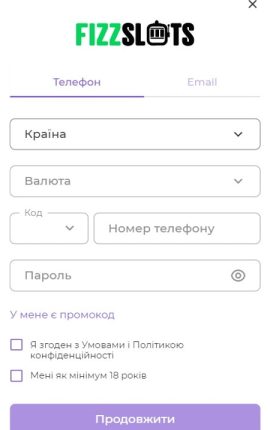 FIZZSLOTS
Телефон
Email
Країна
Валюта
Код
Номер телефону
Пароль
У мене є промокод
Я згоден з Умовами і Політикою
конфіденційності
Мені як мінімум 18 років
Продовжити